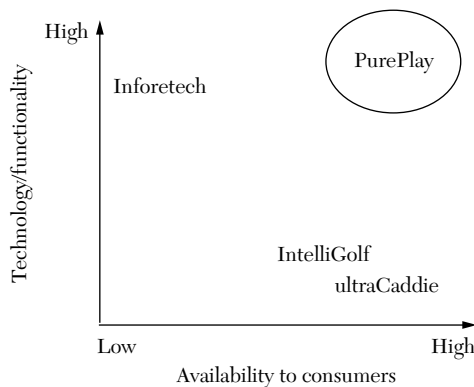 High
PurePlay
Inforetech
Technology/functionality
IntelliGolf
ultraCaddie
Low
High
Availability to consumers